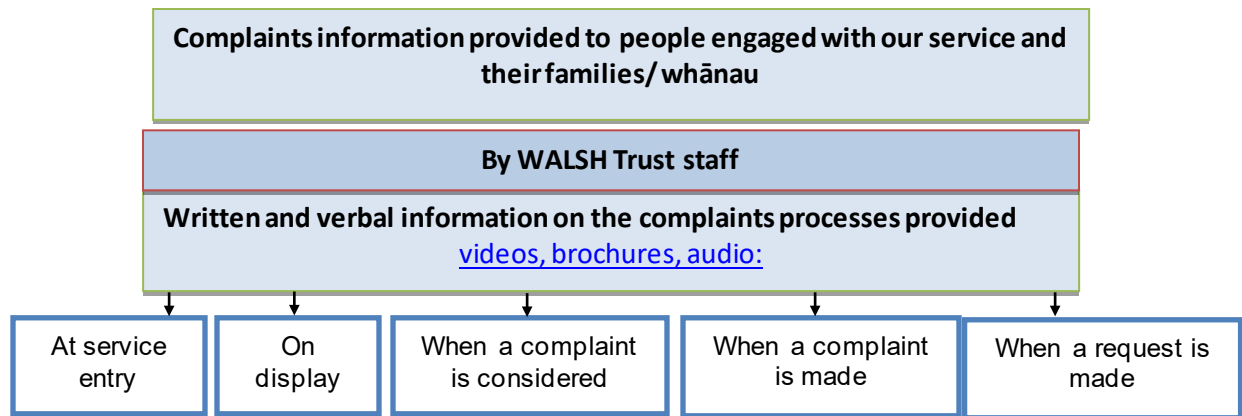 Complaints information provided to people engaged with our service and
their families/ whānau
By WALSH Trust staff
Written and verbal information on the complaints processes provided
videos, brochures, audio:
At service
entry
On
display
When a complaint
is considered
When a complaint
is made
When a request is
made